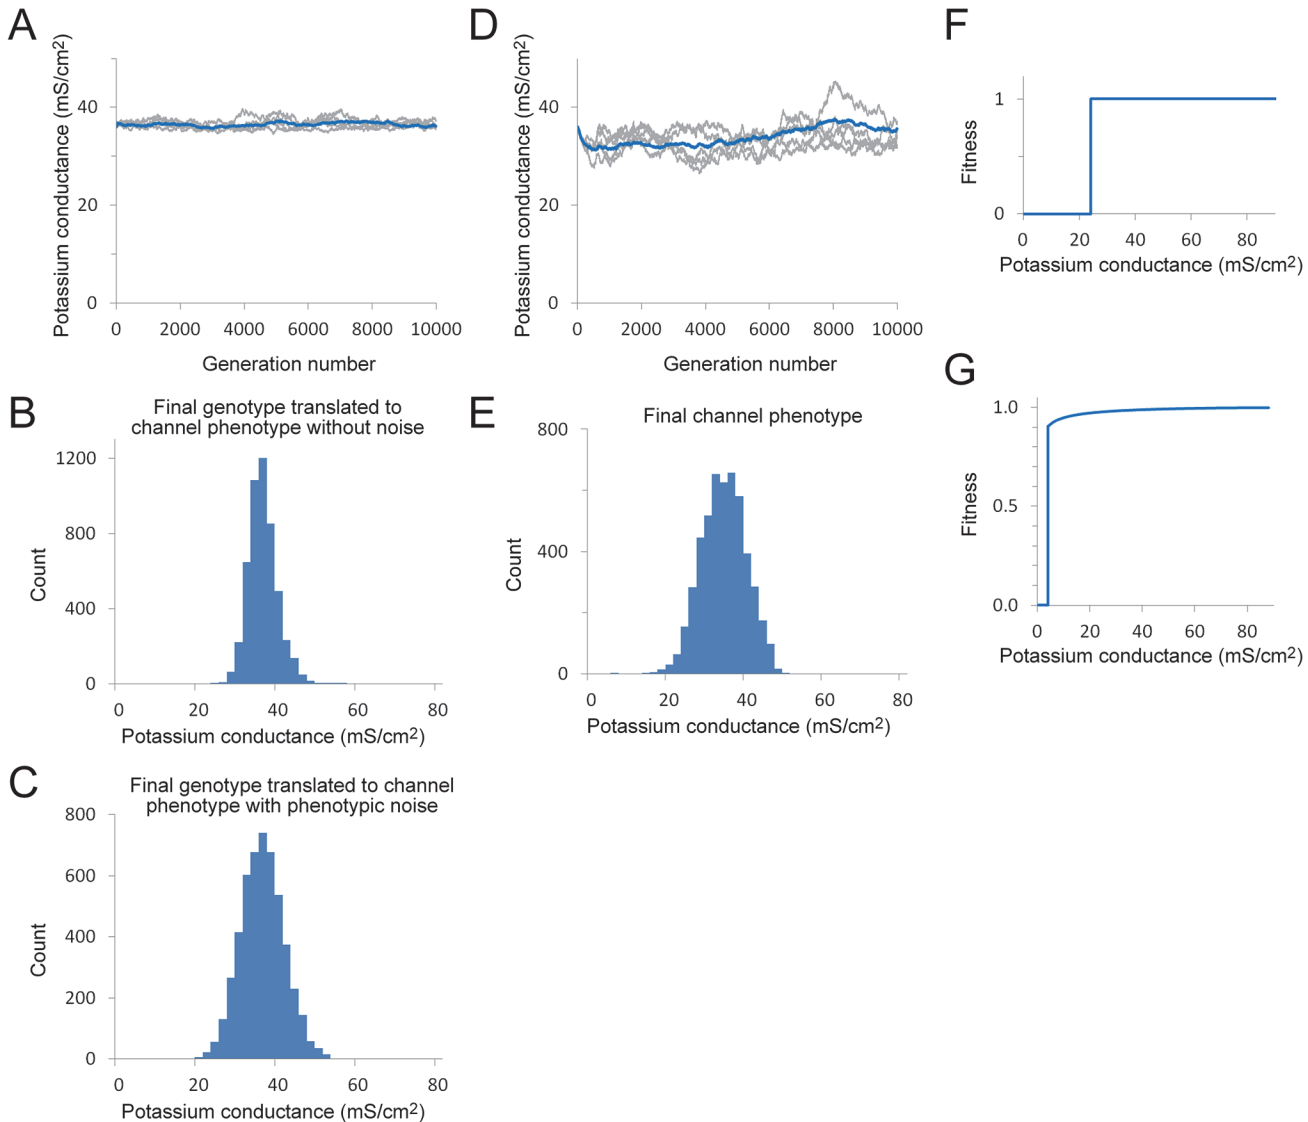 A
Potassium conductance (mS/cm2)
40
20
0
0 2000 4000 6000 8000 10000
Generation number
D
Potassium conductance (mS/cm2)
40
20
0
0 2000 4000 6000 8000 10000
Generation number
F
Fitness
1
0
0 20 40 60 80
Potassium conductance (mS/cm2)
B
Final genotype translated to
channel phenotype without noise
Count
1200
800
400
0
0 20 40 60 80
Potassium conductance (mS/cm2)
E
Final channel phenotype
Count
800
400
0
0 20 40 60 80
Potassium conductance (mS/cm2)
G
Fitness
1.0
0.5
0.0
0 20 40 60 80
Potassium conductance (mS/cm2)
C
Final genotype translated to channel
phenotype with phenotypic noise
Count
800
600
400
200
0
0 20 40 60 80
Potassium conductance (mS/cm2)